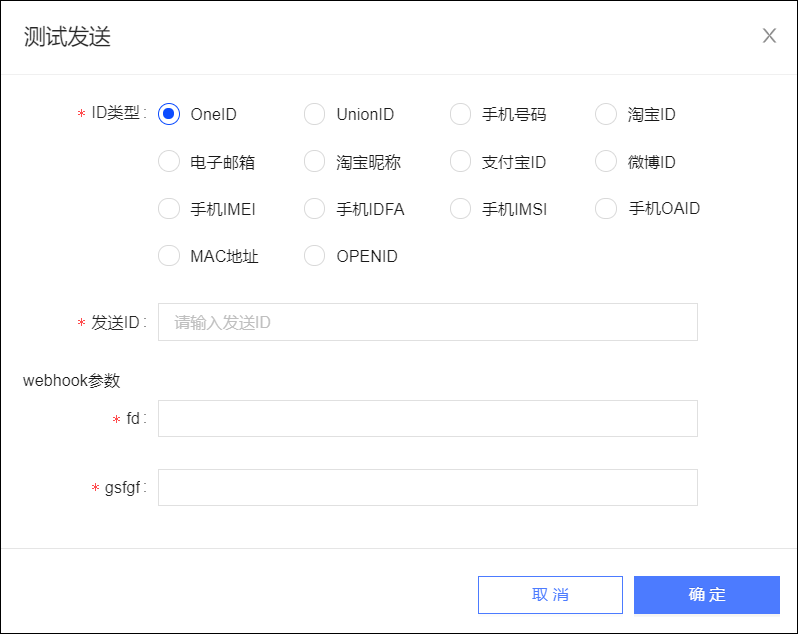 测试发送
* ID类型: OneID UnionID 手机号码 淘宝ID
电子邮箱 淘宝昵称 支付宝ID 微博ID
手机IMEI 手机IDFA 手机IMSI 手机OAID
MAC地址 OPENID
* 发送ID: 请输入发送ID
webhook参数
* fd:
* gsfgf:
取消 确定